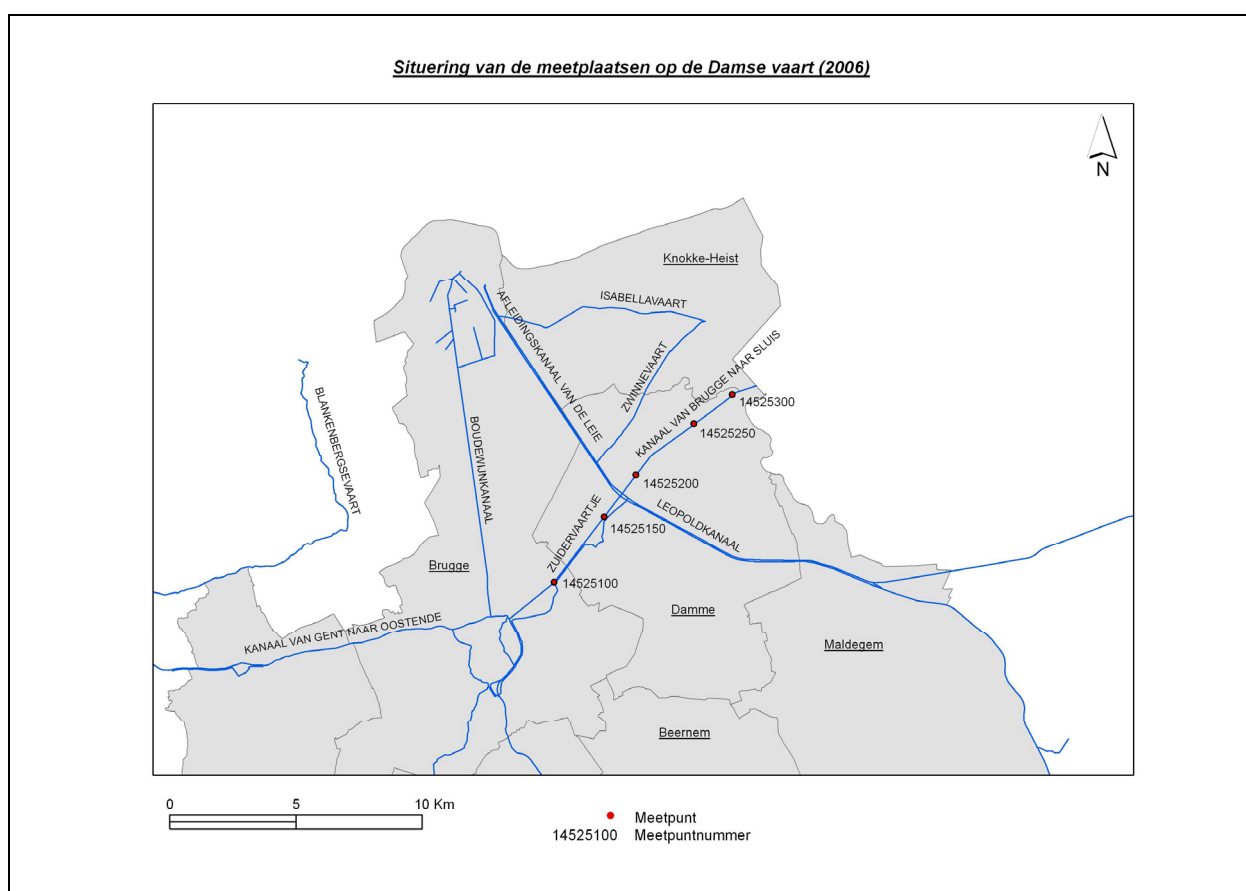 Situering van de meetplaatsen op de Damse vaart (2006)
N
Knokke-Heist
ISABELLAVAART
AFLEIDINGSKANAAL VAN DE LEIE
ZWINNEVAART
KANAAL VAN BRUGGE NAAR SLUIS
14525300
BLANKENBERGSEVAART
BOUDEWIJNKANAAL
14525250
14525200
LEOPOLDKANAAL
14525150
ZUIDERVAARTJE
Brugge
14525100
Damme
KANAAL VAN GENT NAAR OOSTENDE
Maldegem
Beernem
0 5 10 Km
Meetpunt
14525100 Meetpuntnummer